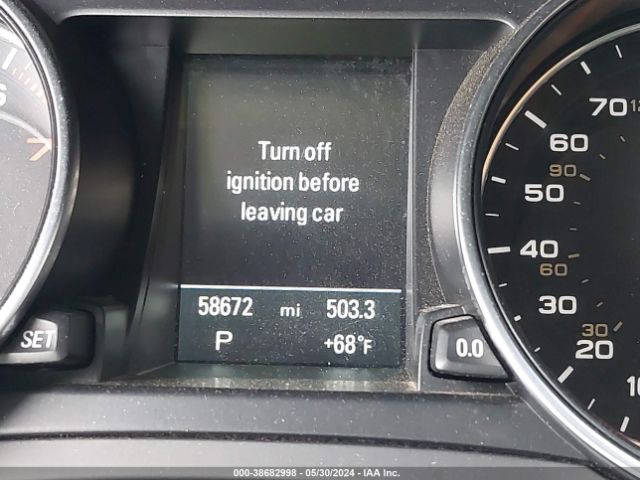 Turn off
ignition before
leaving car
58672 mi 503.3
P +68°F
SET
0.0
7
70
60
90
50
40
60
30
30
20
000-38682998 • 05/30/2024 - IAA Inc.